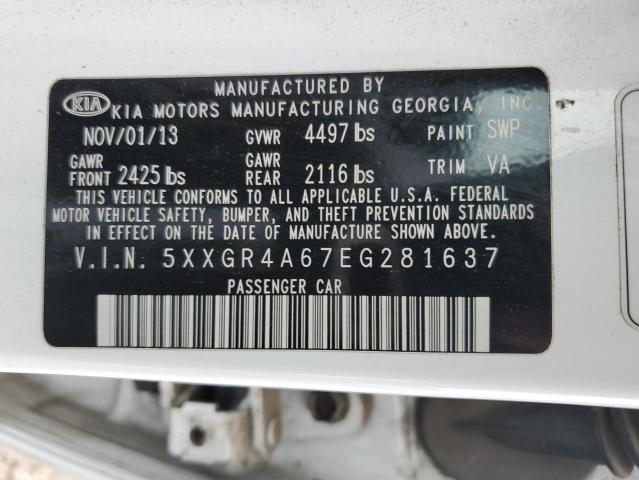 MANUFACTURED BY
KIA KIA MOTORS MANUFACTURING GEORGIA, INC.
NOV/01/13 GVWR 4497 lbs PAINT SWP
GAWR FRONT 2425 lbs GAWR REAR 2116 lbs TRIM VA
THIS VEHICLE CONFORMS TO ALL APPLICABLE U.S.A. FEDERAL
MOTOR VEHICLE SAFETY, BUMPER, AND THEFT PREVENTION STANDARDS
IN EFFECT ON THE DATE OF MANUFACTURE SHOWN ABOVE.
V.I.N. 5XXGR4A67EG281637
PASSENGER CAR